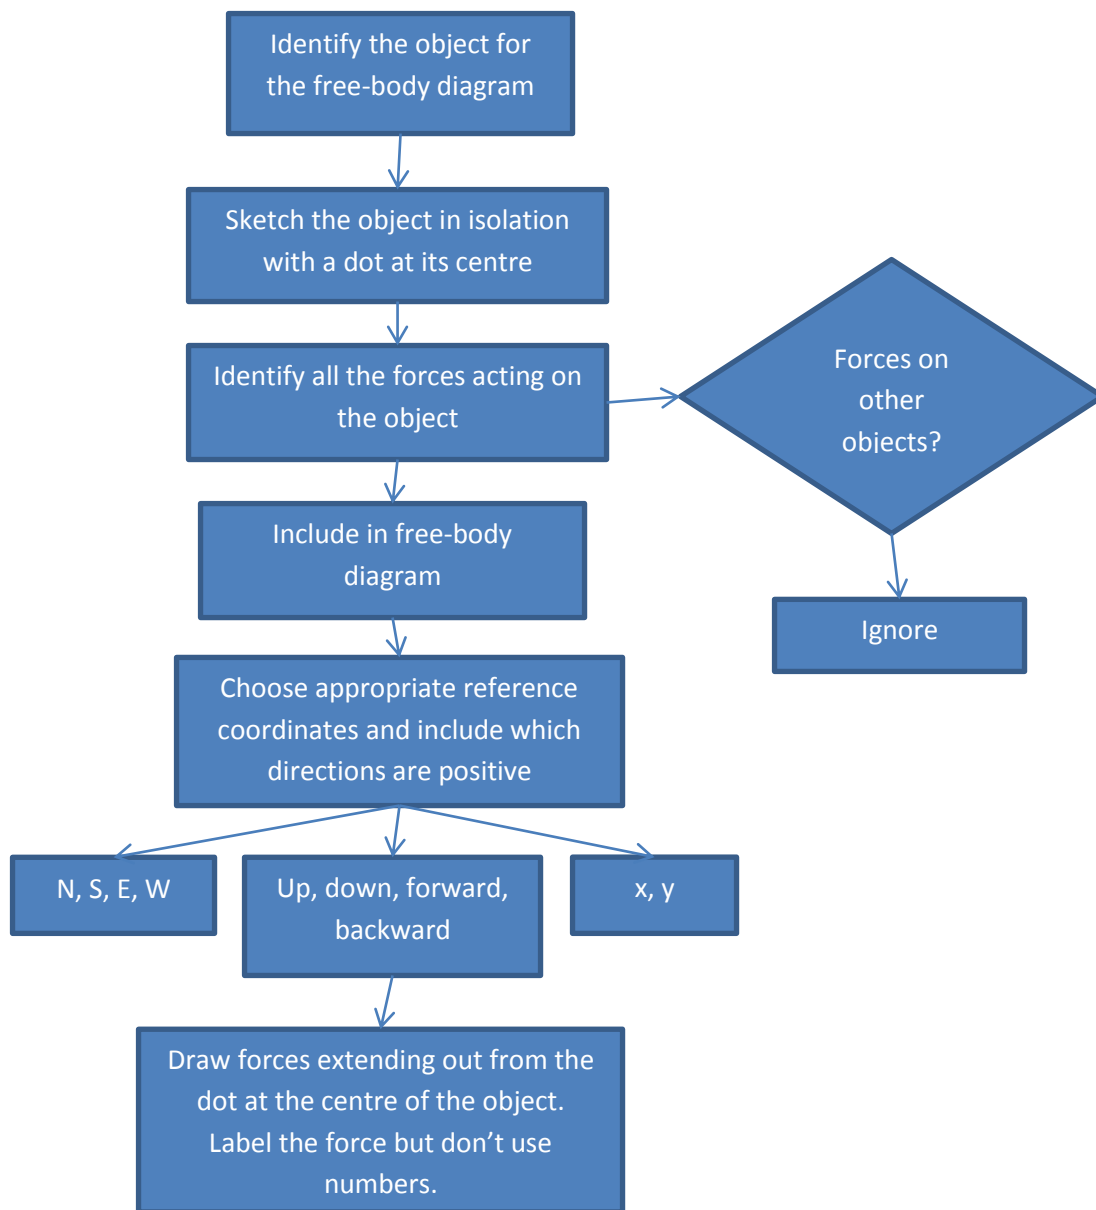 Identify the object for
the free-body diagram
Sketch the object in isolation
with a dot at its centre
Identify all the forces acting on
the object
Forces on
other
objects?
Include in free-body
diagram
Ignore
Choose appropriate reference
coordinates and include which
directions are positive
N, S, E, W
Up, down, forward,
backward
x, y
Draw forces extending out from the
dot at the centre of the object.
Label the force but don’t use
numbers.